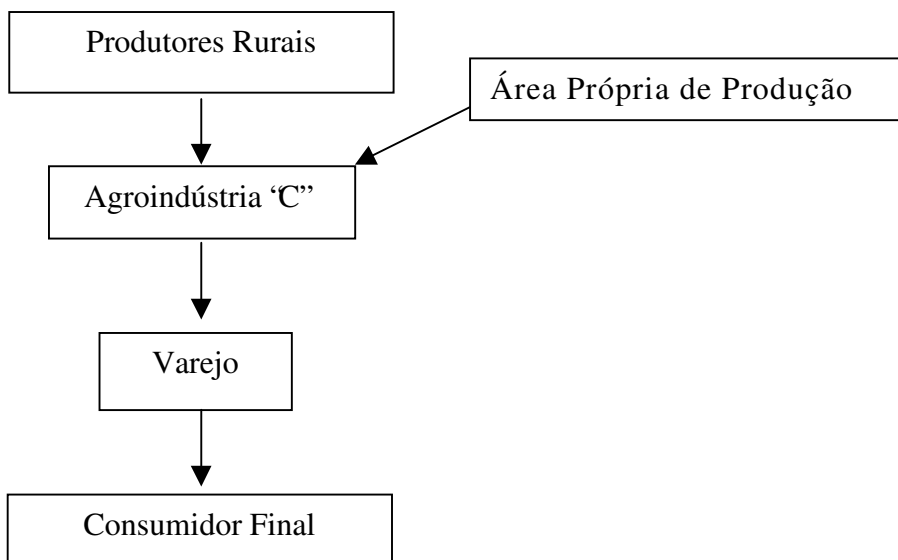 Produtores Rurais
Área Própria de Produção
Agroindústria “C”
Varejo
Consumidor Final